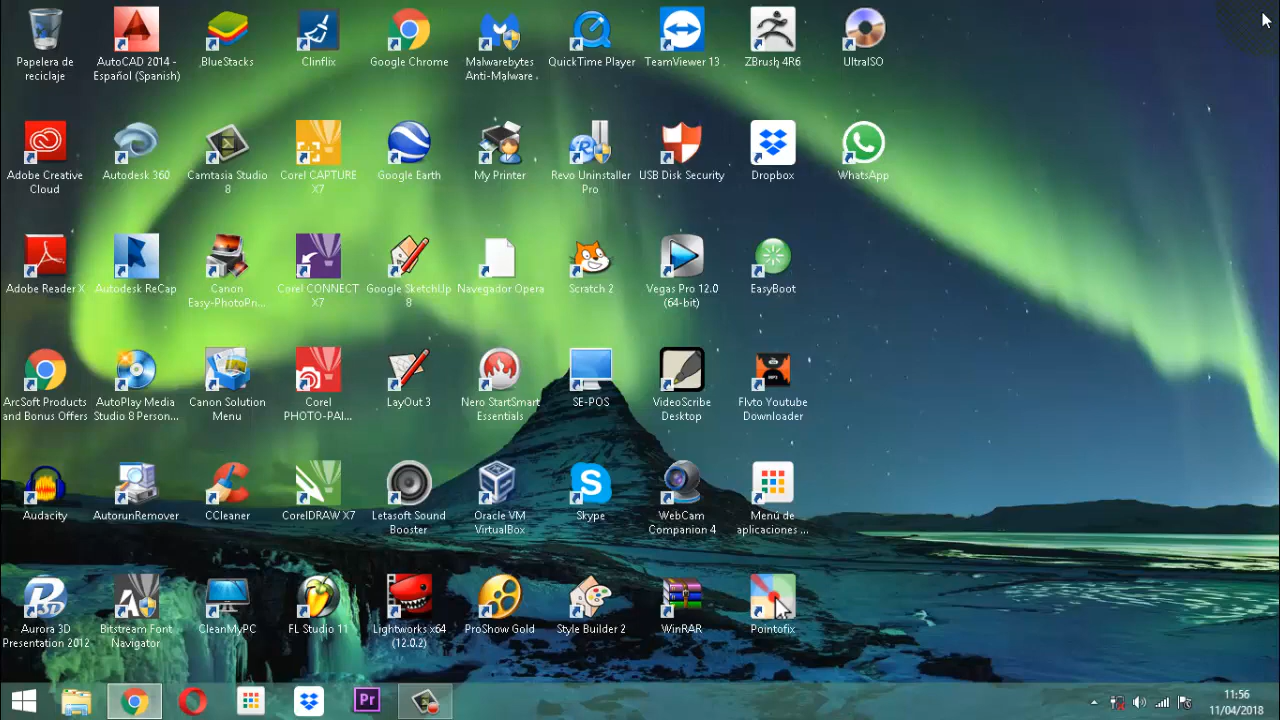 Papelera de
reciclaje
AutoCAD 2014 -
Español (Spanish)
BlueStacks
Clinflix
Google Chrome
Malwarebytes
Anti-Malware
QuickTime Player
TeamViewer 13
ZBrush 4R6
UltraISO
Adobe Creative
Cloud
Autodesk 360
Camtasia Studio
8
Corel CAPTURE
X7
Google Earth
My Printer
Revo Uninstaller
Pro
USB Disk Security
Dropbox
WhatsApp
Adobe Reader X
Autodesk ReCap
Canon
Easy-PhotoPri...
Corel CONNECT
X7
Google SketchUp
8
Navegador Opera
Scratch 2
Vegas Pro 12.0
(64-bit)
EasyBoot
ArcSoft Products
and Bonus Offers
AutoPlay Media
Studio 8 Person...
Canon Solution
Menu
Corel
PHOTO-PAI...
LayOut 3
Nero StartSmart
Essentials
SE-POS
VideoScribe
Desktop
Flvto Youtube
Downloader
Audacity
AutorunRemover
CCleaner
CorelDRAW X7
Letasoft Sound
Booster
Oracle VM
VirtualBox
Skype
WebCam
Companion 4
Menú de
aplicaciones ...
Aurora 3D
Presentation 2012
Bitstream Font
Navigator
CleanMyPC
FL Studio 11
Lightworks x64
(12.0.2)
ProShow Gold
Style Builder 2
WinRAR
Pointofix
Pr
11:56
11/04/2018